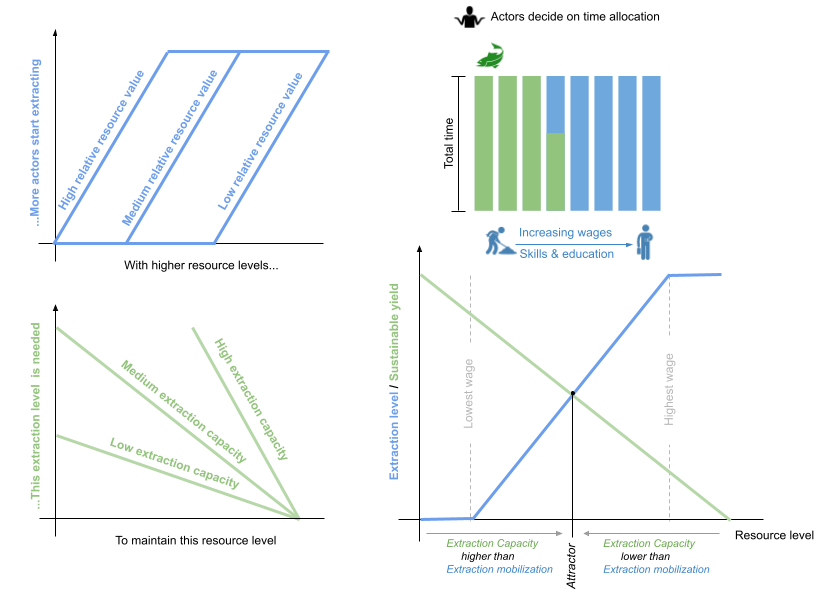 ...More actors start extracting
High relative resource value
Medium relative resource value
Low relative resource value
With higher resource levels...
...This extraction level is needed
High extraction capacity
Medium extraction capacity
Low extraction capacity
To maintain this resource level
Actors decide on time allocation
Total time
Increasing wages
Skills & education
Extraction level / Sustainable yield
Lowest wage
Highest wage
Resource level
Extraction Capacity
higher than
Extraction mobilization
Attractor
Extraction Capacity
lower than
Extraction mobilization